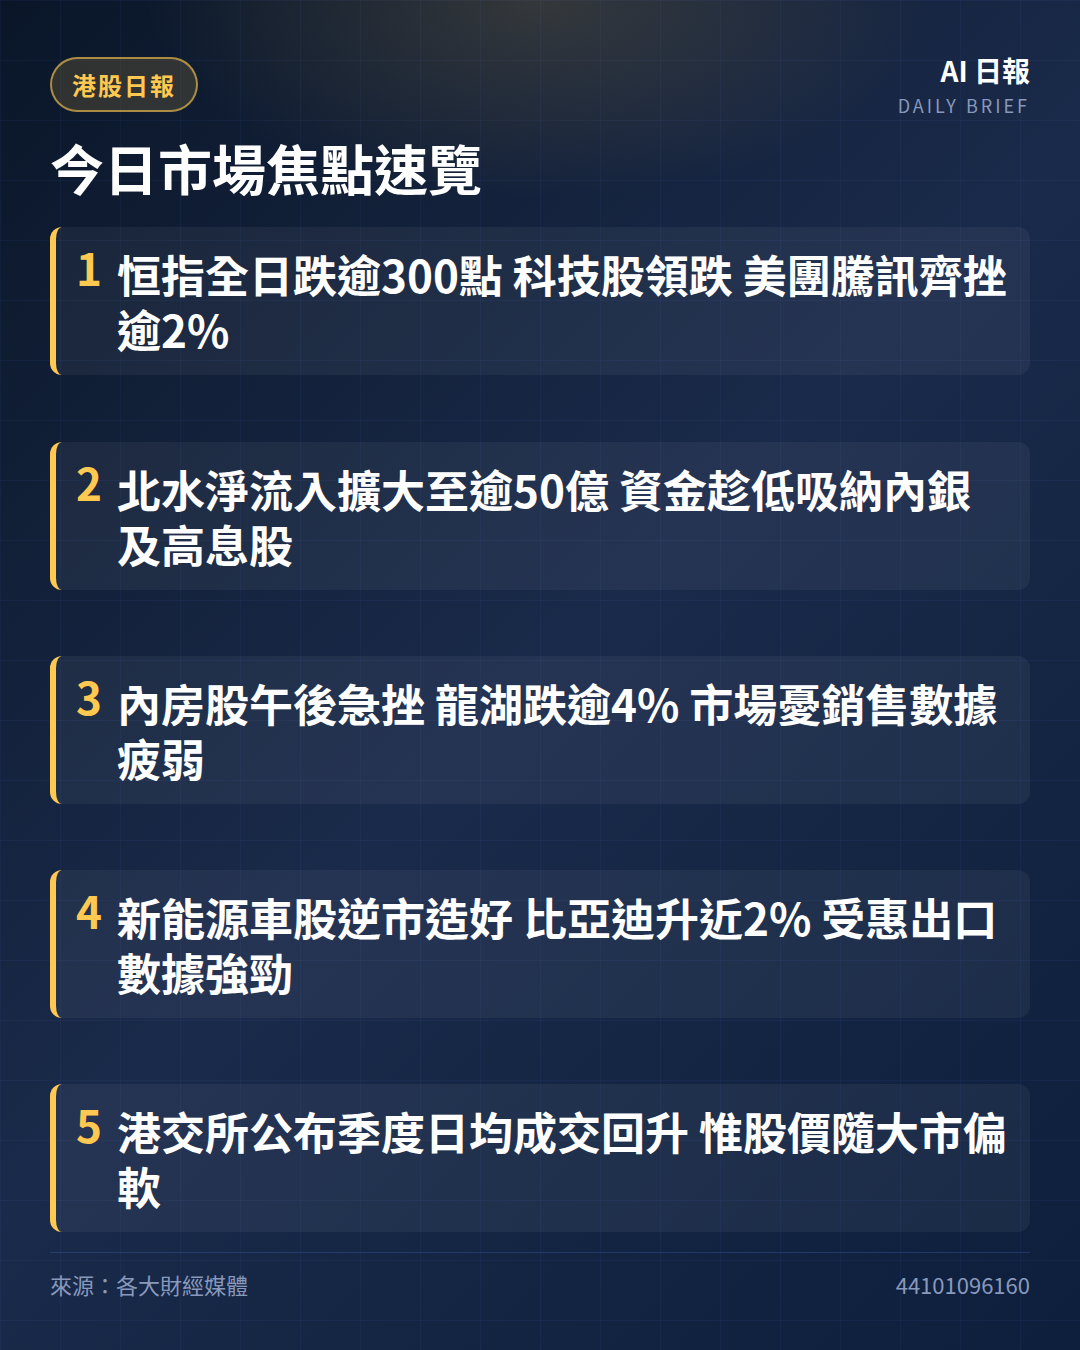 港股日報
AI 日報
DAILY BRIEF
今日市場焦點速覽
1 恒指全日跌逾300點 科技股領跌 美團騰訊齊挫
逾2%
2 北水淨流入擴大至逾50億 資金趁低吸納內銀
及高息股
3 內房股午後急挫 龍湖跌逾4% 市場憂銷售數據
疲弱
4 新能源車股逆市造好 比亞迪升近2% 受惠出口
數據強勁
5 港交所公布季度日均成交回升 惟股價隨大市偏
軟
來源：各大財經媒體
44101096160